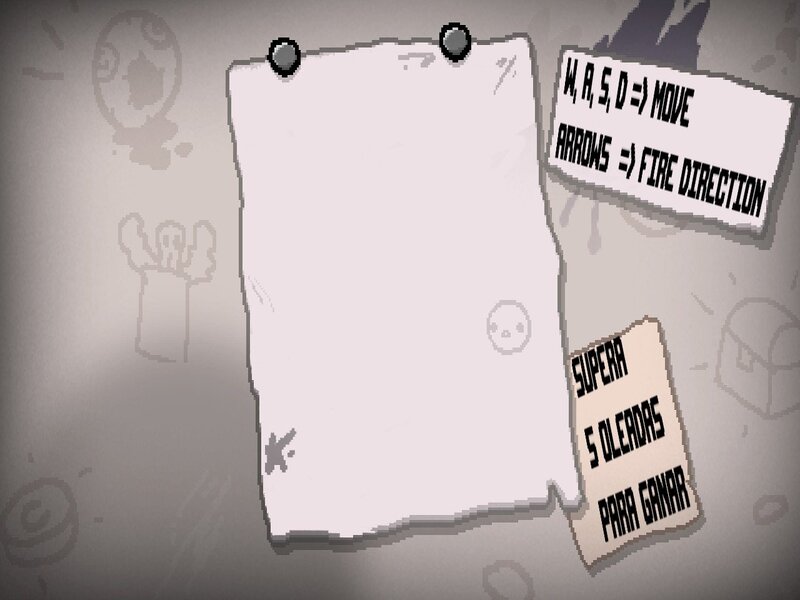 W, A, S, D => MOVE
ARROWS => FIRE DIRECTION
SUPERA
5 OLEADAS
PARA GANAR